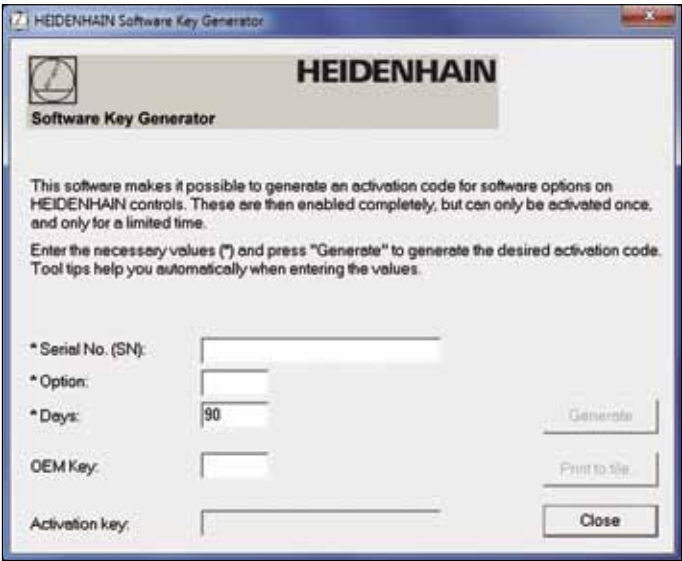 HEIDENHAIN Software Key Generator
HEIDENHAIN
Software Key Generator
This software makes it possible to generate an activation code for software options on
HEIDENHAIN controls. These are then enabled completely, but can only be activated once,
and only for a limited time.
Enter the necessary values (*) and press "Generate" to generate the desired activation code.
Tool tips help you automatically when entering the values.
* Serial No. (SN):
* Option:
* Days: 90
Generate
OEM Key:
Print to file...
Activation key:
Close